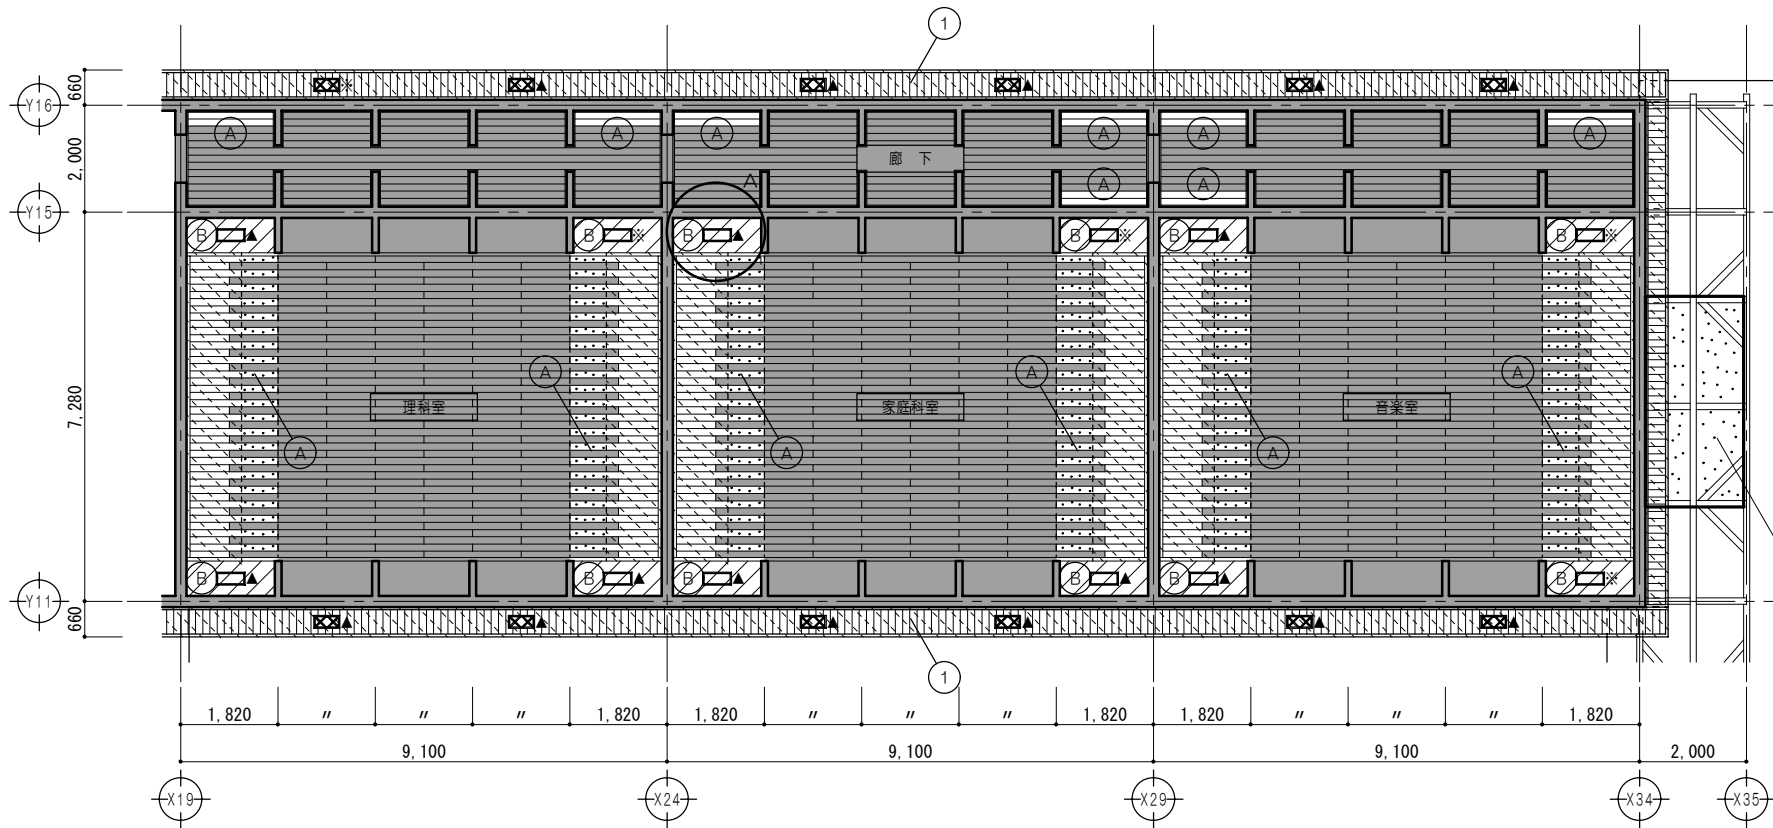 1
660
※ ▲ ▲ ▲ ▲ ▲
Y16
A A A A A A
2,000
廊 下
A A A
Y15
B ▲ B ※ B ▲ B ※ B ▲ B ※
A A A
7,280
理科室 家庭科室 音楽室
A A A
B ▲ B ▲ B ▲ B ▲ B ▲ B ※
Y11
660
▲ ▲ ▲ ▲ ▲ ▲
1
1,820 〃 〃 〃 1,820 1,820 〃 〃 〃 1,820 1,820 〃 〃 〃 1,820
9,100 9,100 9,100 2,000
X19 X24 X29 X34 X35